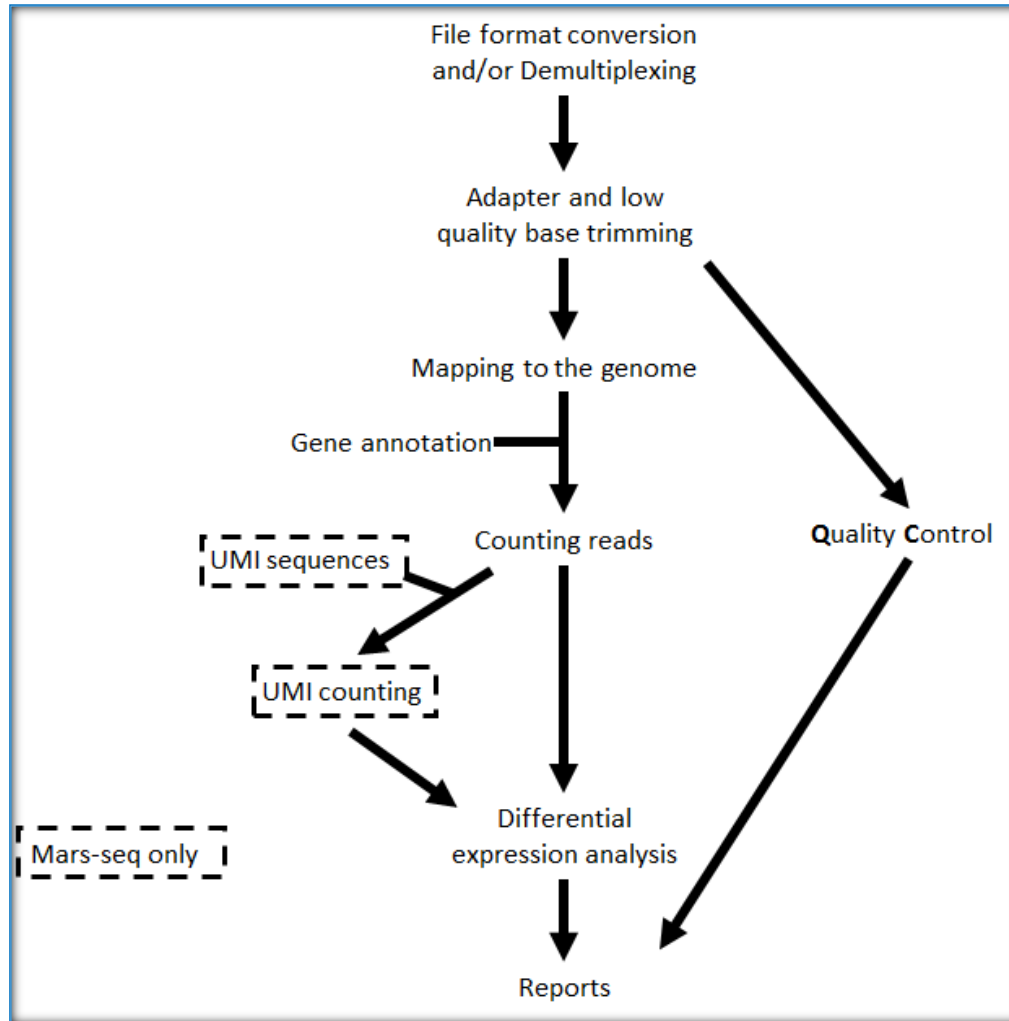 File format conversion
and/or Demultiplexing
Adapter and low
quality base trimming
Mapping to the genome
Gene annotation
Counting reads
Quality Control
UMI sequences
UMI counting
Differential
expression analysis
Mars-seq only
Reports